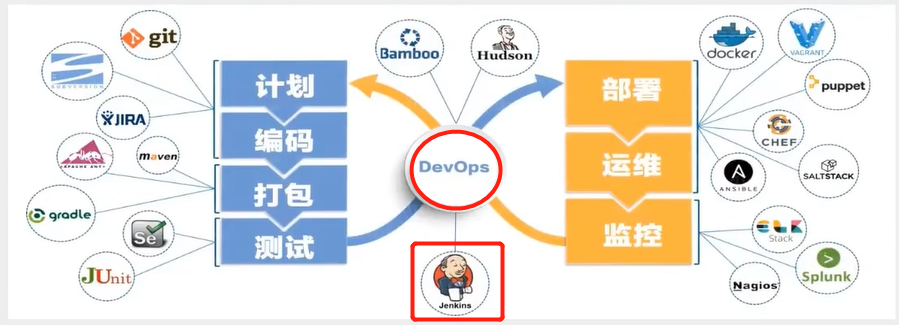 git
SUBVERSION
JIRA
APACHE ANT
maven
gradle
Se
JUnit
计划
编码
打包
测试
Bamboo
Hudson
DevOps
Jenkins
部署
运维
监控
docker
VAGRANT
puppet
CHEF
ANSIBLE
SALTSTACK
ELK
Stack
Splunk
Nagios